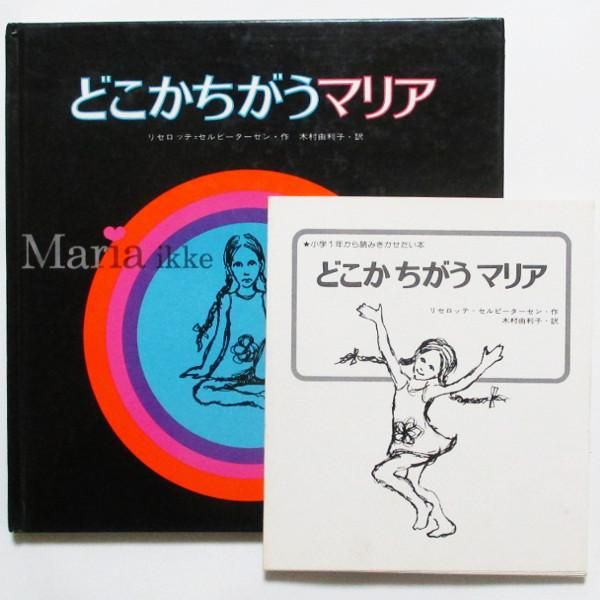 どこかちがうマリア
リセロッテ=セルピーターセン・作 木村由利子・訳
Maria ikke
★小学1年から読みきかせたい本
どこか ちがう マリア
リセロッテ・セルピーターセン・作
木村由利子・訳